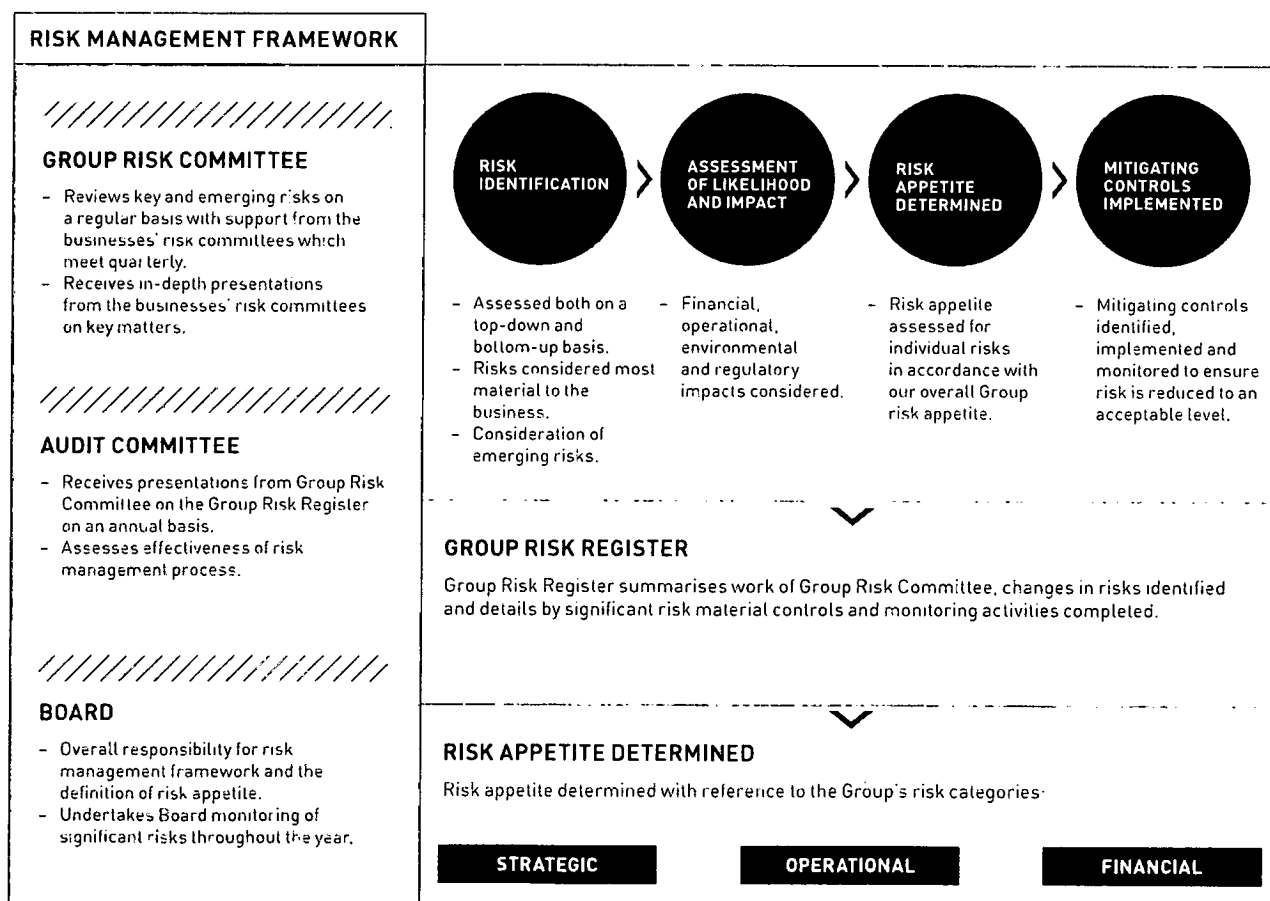 RISK MANAGEMENT FRAMEWORK
GROUP RISK COMMITTEE
– Reviews key and emerging risks on
a regular basis with support from the
businesses' risk committees which
meet quarterly.
– Receives in-depth presentations
from the businesses' risk committees
on key matters.
AUDIT COMMITTEE
– Receives presentations from Group Risk
Committee on the Group Risk Register
on an annual basis.
– Assesses effectiveness of risk
management process.
BOARD
– Overall responsibility for risk
management framework and the
definition of risk appetite.
– Undertakes Board monitoring of
significant risks throughout the year.
RISK
IDENTIFICATION
– Assessed both on a
top-down and
bottom-up basis.
– Risks considered most
material to the
business.
– Consideration of
emerging risks.
ASSESSMENT
OF LIKELIHOOD
AND IMPACT
– Financial,
operational,
environmental
and regulatory
impacts considered.
RISK
APPETITE
DETERMINED
– Risk appetite
assessed for
individual risks
in accordance with
our overall Group
risk appetite.
MITIGATING
CONTROLS
IMPLEMENTED
– Mitigating controls
identified,
implemented and
monitored to ensure
risk is reduced to an
acceptable level.
GROUP RISK REGISTER
Group Risk Register summarises work of Group Risk Committee, changes in risks identified
and details by significant risk material controls and monitoring activities completed.
RISK APPETITE DETERMINED
Risk appetite determined with reference to the Group's risk categories:
STRATEGIC
OPERATIONAL
FINANCIAL